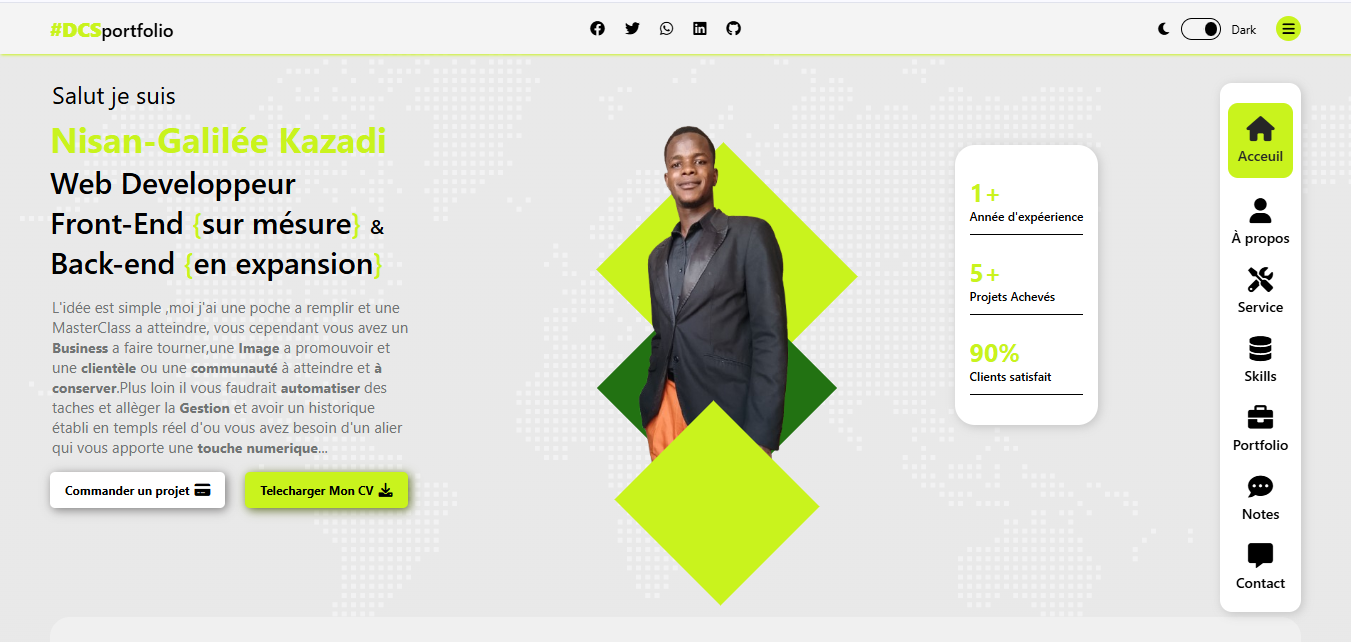 #DCSportfolio
Dark
Salut je suis
Nisan-Galilée Kazadi
Web Developpeur
Front-End {sur mésure} &
Back-end {en expansion}
L'idée est simple ,moi j'ai une poche a remplir et une
MasterClass a atteindre, vous cependant vous avez un
Business a faire tourner,une Image a promouvoir et
une clientèle ou une communauté à atteindre et à
conserver.Plus loin il vous faudrait automatiser des
taches et allèger la Gestion et avoir un historique
établi en templs réel d'ou vous avez besoin d'un alier
qui vous apporte une touche numerique...
Commander un projet
Telecharger Mon CV
1+
Année d'expéerience
5+
Projets Achevés
90%
Clients satisfait
Acceuil
À propos
Service
Skills
Portfolio
Notes
Contact